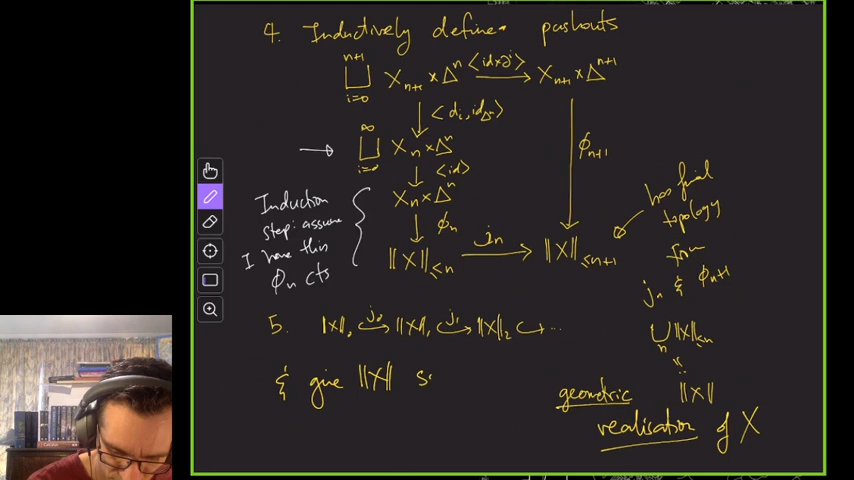 4. Inductively define pushouts
n+1 ⊔ i=0 X_{n+1} × Δ^n ⟨id×∂^i⟩ X_{n+1} × Δ^{n+1}
⟨d_i, id_{Δ^n}⟩
∞ ⊔ i=0 X_n × Δ^n
⟨id⟩
φ_{n+1}
X_n × Δ^n
φ_n
‖X‖_{≤n} j_n ‖X‖_{≤n+1}
Induction
step: assume
I have this
φ_n cts
has final
topology
from
j_n & φ_{n+1}
5. ‖X‖_0 j_0 ‖X‖_1 j_1 ‖X‖_2 ...
⋃_n ‖X‖_{≤n}
=:
‖X‖
& give ‖X‖ s
geometric
realisation of X